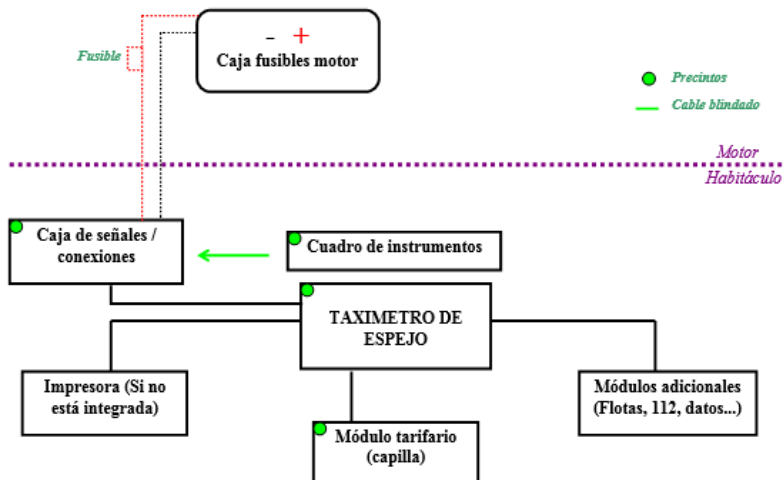 - +
Caja fusibles motor
Fusible
Precintos
Cable blindado
Motor
Habitáculo
Caja de señales /
conexiones
Cuadro de instrumentos
TAXIMETRO DE
ESPEJO
Impresora (Si no
está integrada)
Módulo tarifario
(capilla)
Módulos adicionales
(Flotas, 112, datos...)